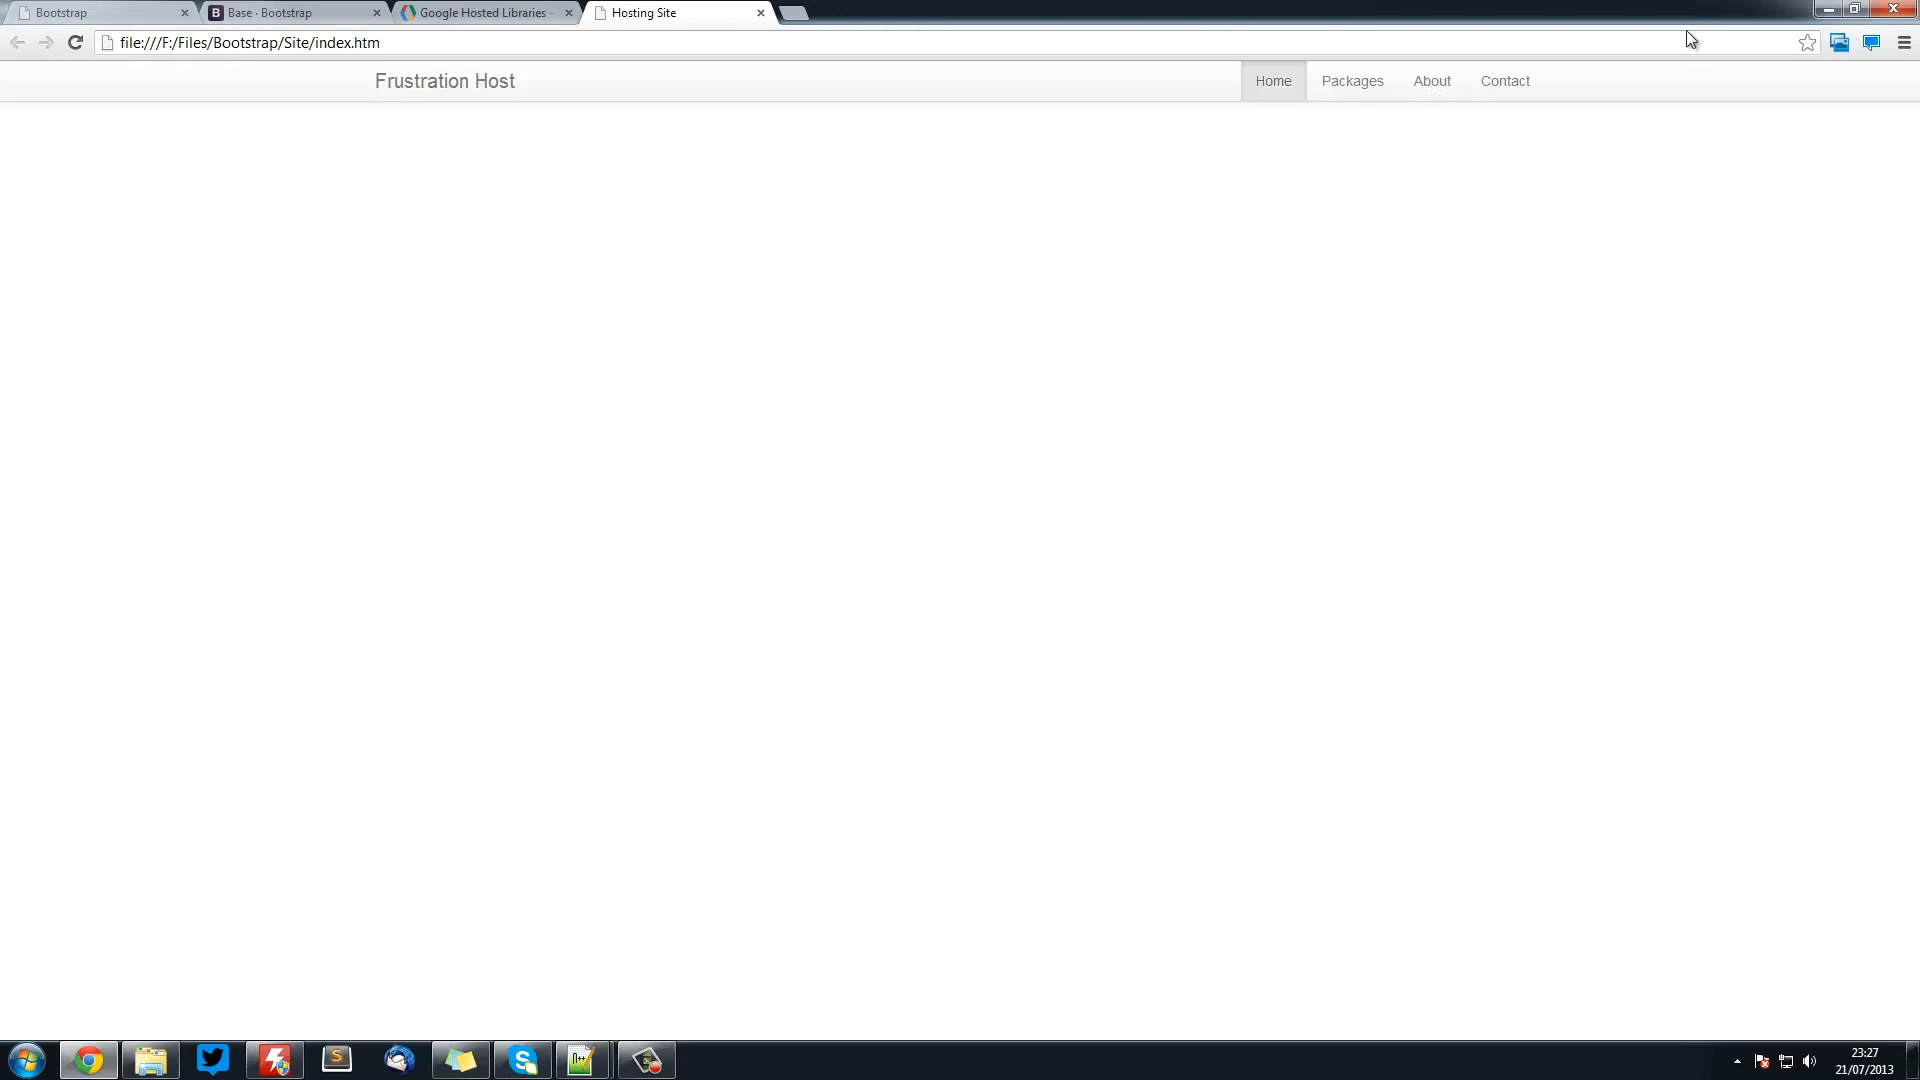 Bootstrap
Base · Bootstrap
Google Hosted Libraries -
Hosting Site
file:///F:/Files/Bootstrap/Site/index.htm
Frustration Host
Home
Packages
About
Contact
23:27
21/07/2013